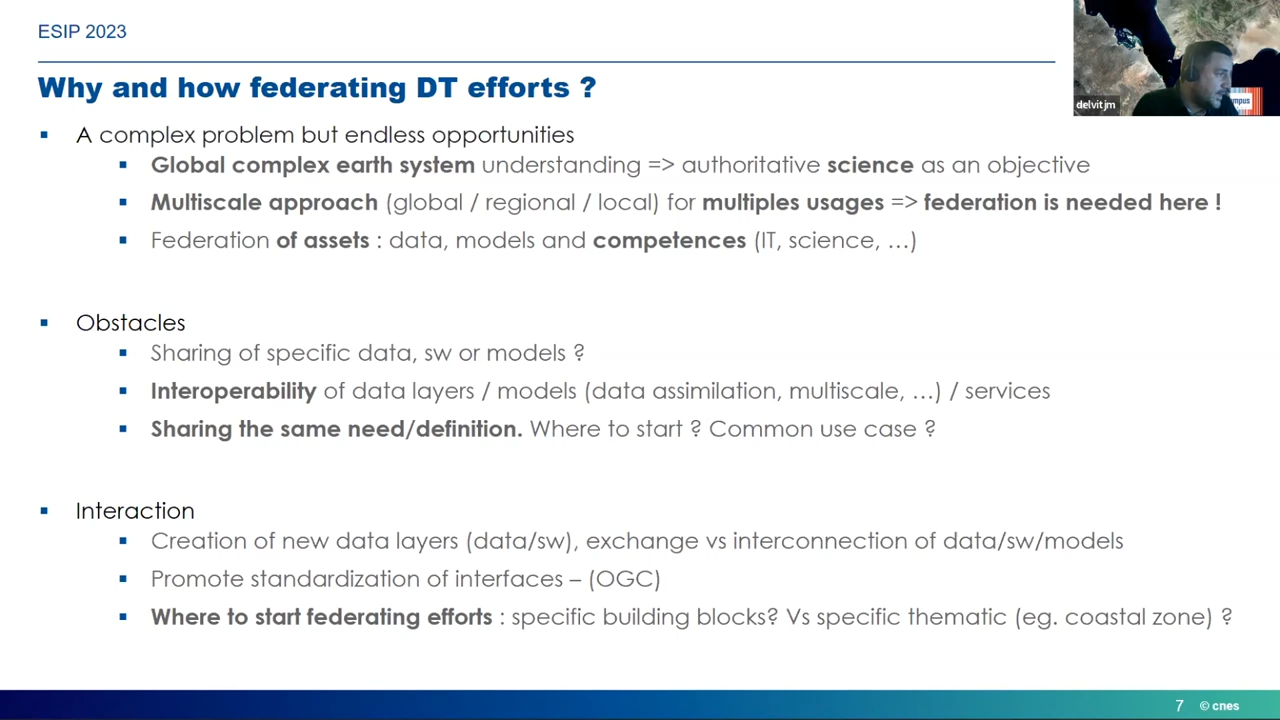 ESIP 2023
Why and how federating DT efforts ?
A complex problem but endless opportunities
Global complex earth system understanding => authoritative science as an objective
Multiscale approach (global / regional / local) for multiples usages => federation is needed here !
Federation of assets : data, models and competences (IT, science, …)
Obstacles
Sharing of specific data, sw or models ?
Interoperability of data layers / models (data assimilation, multiscale, …) / services
Sharing the same need/definition. Where to start ? Common use case ?
Interaction
Creation of new data layers (data/sw), exchange vs interconnection of data/sw/models
Promote standardization of interfaces – (OGC)
Where to start federating efforts : specific building blocks? Vs specific thematic (eg. coastal zone) ?
7 © cnes
delvitjm
mpus